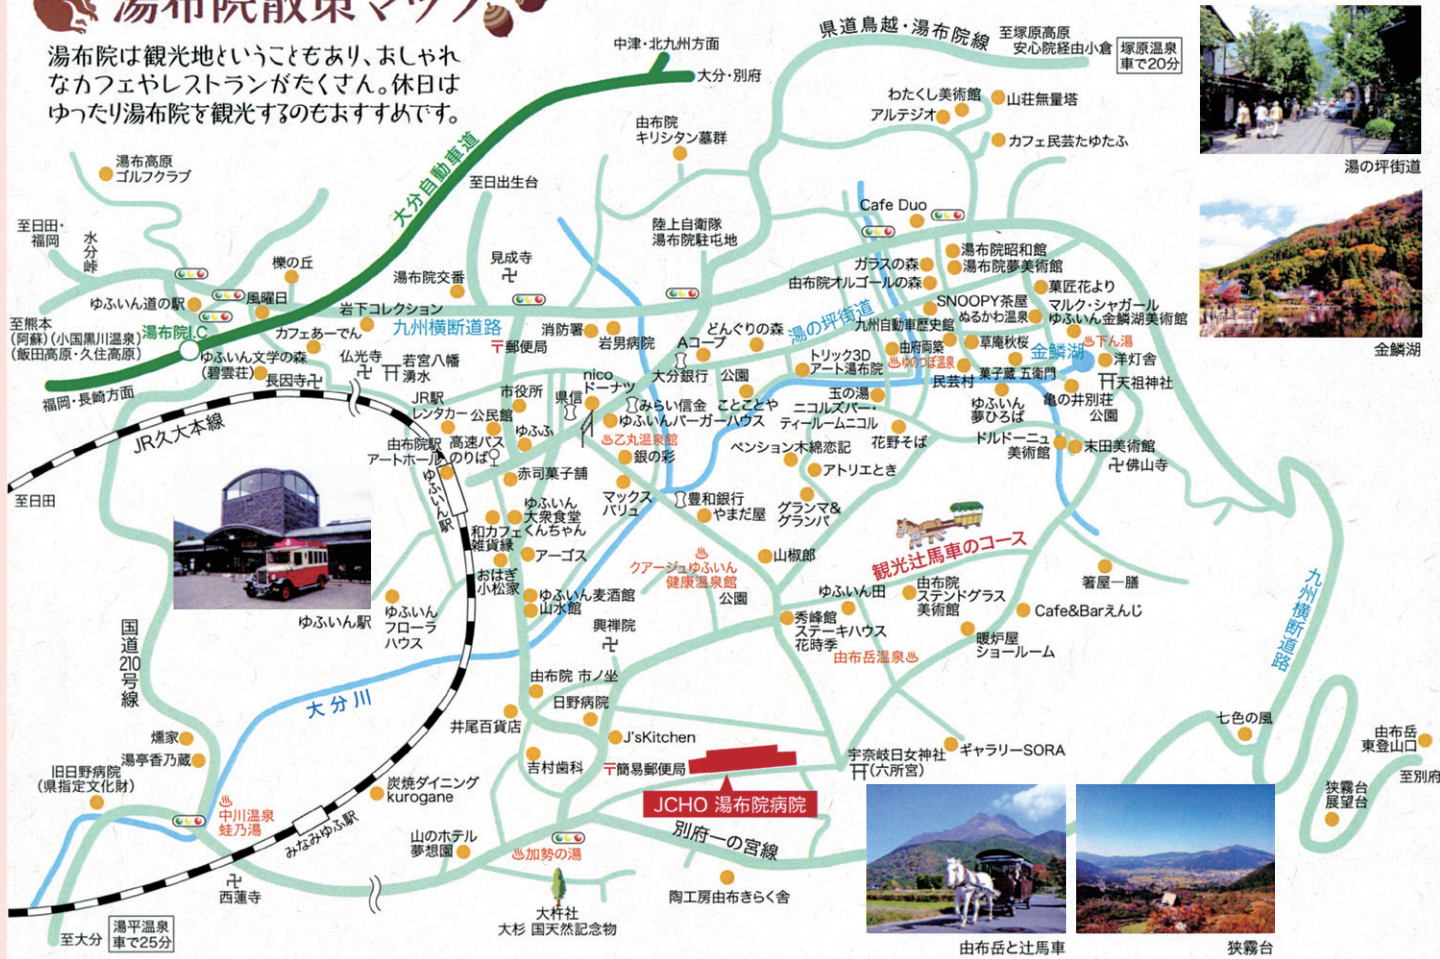 湯布院散策マップ
湯布院は観光地ということもあり、おしゃれ
なカフェやレストランがたくさん。休日は
ゆったり湯布院を観光するのもおすすめです。
中津・北九州方面
大分・別府
大分自動車道
県道鳥越・湯布院線
至塚原高原
安心院経由小倉
塚原温泉
車で20分
わたくし美術館
アルテジオ
山荘無量塔
カフェ民芸たゆたふ
湯の坪街道
金鱗湖
湯布高原
ゴルフクラブ
至日田・
福岡
水分峠
櫟の丘
ゆふいん道の駅
風曜日
湯布院I.C
至熊本
(阿蘇)(小国黒川温泉)
(飯田高原・久住高原)
福岡・長崎方面
ゆふいん文学の森
(碧雲荘)
長因寺
カフェあーでん
岩下コレクション
仏光寺
若宮八幡
湧水
九州横断道路
湯布院交番
見成寺
至日出生台
由布院
キリシタン墓群
陸上自衛隊
湯布院駐屯地
〒郵便局
消防署
岩男病院
Aコープ
どんぐりの森
大分銀行
公園
ことことや
湯の坪街道
Cafe Duo
湯布院昭和館
湯布院夢美術館
ガラスの森
由布院オルゴールの森
SNOOPY茶屋
ぬるかわ温泉
菓匠花より
マルク・シャガール
ゆふいん金鱗湖美術館
九州自動車歴史館
由府両築
ゆのつぼ温泉
草庵秋桜
金鱗湖
下ん湯
洋灯舎
天祖神社
トリック3D
アート湯布院
民芸村
菓子蔵 五衛門
亀の井別荘
公園
ゆふいん
夢ひろば
玉の湯
ニコルズバー・
ティールームニコル
花野そば
ドルドーニュ
美術館
末田美術館
佛山寺
JR久大本線
至日田
JR駅
レンタカー
市役所
公民館
由布院駅
アートホール
高速バス
のりば
ゆふふ
県信
nico
ドーナツ
みらい信金
ゆふいんバーガーハウス
乙丸温泉館
銀の彩
ペンション木綿恋記
アトリエとき
グランマ&
グランパ
赤司菓子舗
マックス
バリュ
豊和銀行
やまだ屋
ゆふいん駅
ゆふいん
大衆食堂
くんちゃん
和カフェ
雑貨縁
アーゴス
おはぎ
小松家
ゆふいん麦酒館
山水館
ゆふいん駅
ゆふいん
フローラ
ハウス
国道210号線
大分川
クアージュゆふいん
健康温泉館
公園
山椒郎
観光辻馬車のコース
ゆふいん田
由布院
ステンドグラス
美術館
箸屋一膳
Cafe&Barえんじ
秀峰館
ステーキハウス
花時季
由布岳温泉
暖炉屋
ショールーム
興禅院
由布院 市ノ坐
日野病院
井尾百貨店
J'sKitchen
吉村歯科
〒簡易郵便局
JCHO 湯布院病院
宇奈岐日女神社
(六所宮)
ギャラリーSORA
九州横断道路
七色の風
由布岳
東登山口
至別府
狭霧台
展望台
燻家
湯亭香乃蔵
旧日野病院
(県指定文化財)
中川温泉
蛙乃湯
炭焼ダイニング
kurogane
みなみゆふ駅
山のホテル
夢想園
加勢の湯
別府一の宮線
陶工房由布きらく舎
西蓮寺
大杵社
大杉 国天然記念物
至大分
湯平温泉
車で25分
由布岳と辻馬車
狭霧台